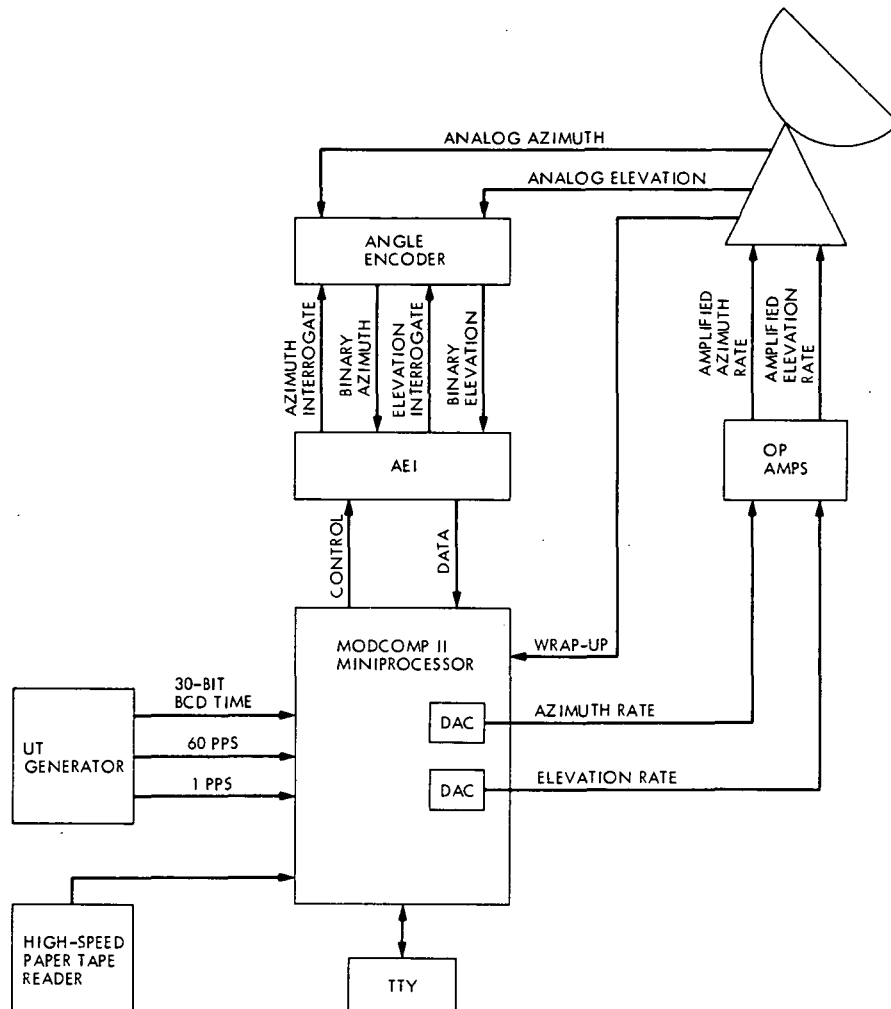 ANALOG AZIMUTH
ANALOG ELEVATION
ANGLE
ENCODER
AZIMUTH
INTERROGATE
BINARY
AZIMUTH
ELEVATION
INTERROGATE
BINARY
ELEVATION
AMPLIFIED
AZIMUTH
RATE
AMPLIFIED
ELEVATION
RATE
AEI
OP
AMPS
CONTROL
DATA
MODCOMP II
MINIPROCESSOR
WRAP-UP
30-BIT
BCD TIME
UT
GENERATOR
60 PPS
1 PPS
DAC
AZIMUTH RATE
DAC
ELEVATION RATE
HIGH-SPEED
PAPER TAPE
READER
TTY